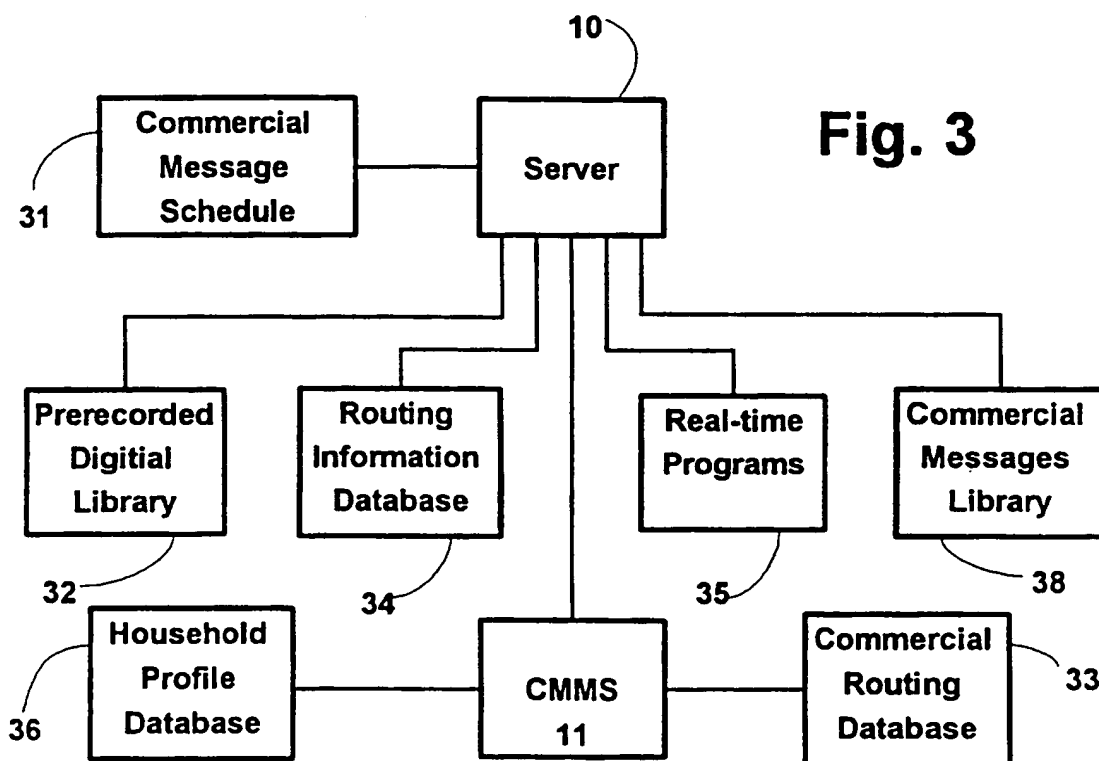 10
Fig. 3
Commercial
Message
Schedule
31
Server
Prerecorded
Digitial
Library
32
Routing
Information
Database
34
Real-time
Programs
35
Commercial
Messages
Library
38
Household
Profile
Database
36
CMMS
11
Commercial
Routing
Database
33